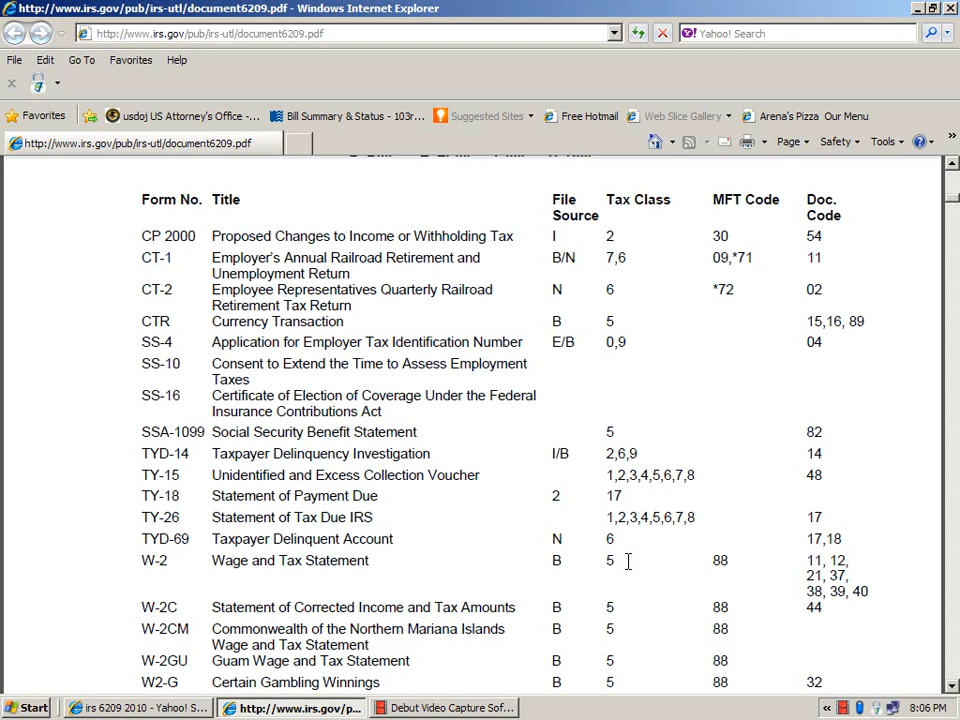 http://www.irs.gov/pub/irs-utl/document6209.pdf - Windows Internet Explorer
http://www.irs.gov/pub/irs-utl/document6209.pdf
Yahoo! Search
File Edit Go To Favorites Help
Favorites usdoj US Attorney's Office -... Bill Summary & Status - 103r... Suggested Sites Free Hotmail Web Slice Gallery Arena's Pizza Our Menu
http://www.irs.gov/pub/irs-utl/document6209.pdf Page Safety Tools
Form No. Title File Tax Class MFT Code Doc.
Source Code
CP 2000 Proposed Changes to Income or Withholding Tax I 2 30 54
CT-1 Employer's Annual Railroad Retirement and B/N 7,6 09,*71 11
Unemployment Return
CT-2 Employee Representatives Quarterly Railroad N 6 *72 02
Retirement Tax Return
CTR Currency Transaction B 5 15,16, 89
SS-4 Application for Employer Tax Identification Number E/B 0,9 04
SS-10 Consent to Extend the Time to Assess Employment
Taxes
SS-16 Certificate of Election of Coverage Under the Federal
Insurance Contributions Act
SSA-1099 Social Security Benefit Statement 5 82
TYD-14 Taxpayer Delinquency Investigation I/B 2,6,9 14
TY-15 Unidentified and Excess Collection Voucher 1,2,3,4,5,6,7,8 48
TY-18 Statement of Payment Due 2 17
TY-26 Statement of Tax Due IRS 1,2,3,4,5,6,7,8 17
TYD-69 Taxpayer Delinquent Account N 6 17,18
W-2 Wage and Tax Statement B 5 88 11, 12,
21, 37,
38, 39, 40
W-2C Statement of Corrected Income and Tax Amounts B 5 88 44
W-2CM Commonwealth of the Northern Mariana Islands B 5 88
Wage and Tax Statement
W-2GU Guam Wage and Tax Statement B 5 88
W2-G Certain Gambling Winnings B 5 88 32
Start irs 6209 2010 - Yahoo! S... http://www.irs.gov/p... Debut Video Capture Sof... 8:06 PM